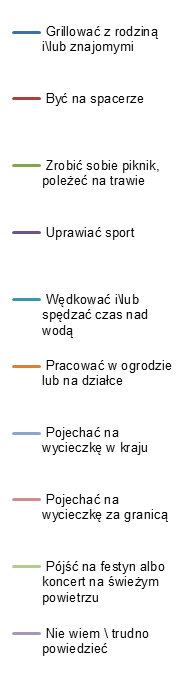 Grillować z rodziną
i\lub znajomymi
Być na spacerze
Zrobić sobie piknik,
poleżeć na trawie
Uprawiać sport
Wędkować i\lub
spędzać czas nad
wodą
Pracować w ogrodzie
lub na działce
Pojechać na
wycieczkę w kraju
Pojechać na
wycieczkę za granicą
Pójść na festyn albo
koncert na świeżym
powietrzu
Nie wiem \ trudno
powiedzieć